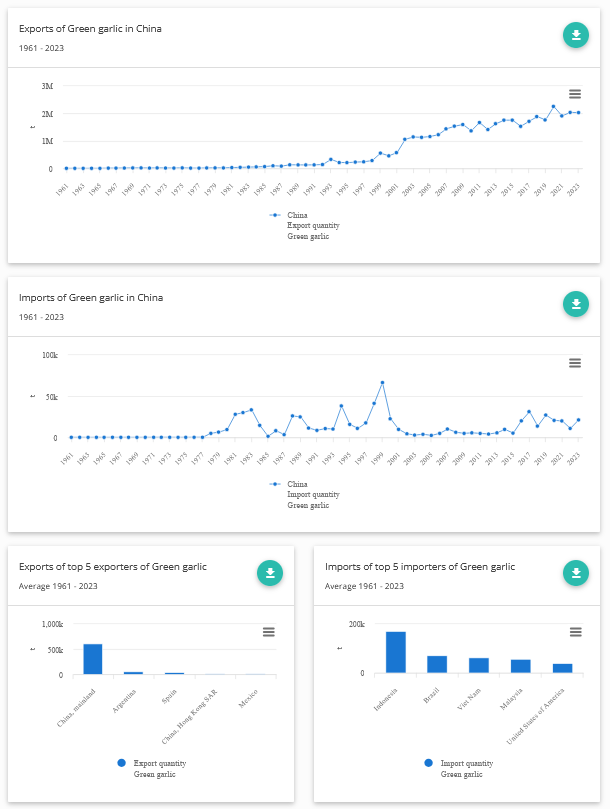 Exports of Green garlic in China
1961 - 2023
3M
2M
1M
0
t
1961
1963
1965
1967
1969
1971
1973
1975
1977
1979
1981
1983
1985
1987
1989
1991
1993
1995
1997
1999
2001
2003
2005
2007
2009
2011
2013
2015
2017
2019
2021
2023
China
Export quantity
Green garlic
Imports of Green garlic in China
1961 - 2023
100k
50k
0
t
1961
1963
1965
1967
1969
1971
1973
1975
1977
1979
1981
1983
1985
1987
1989
1991
1993
1995
1997
1999
2001
2003
2005
2007
2009
2011
2013
2015
2017
2019
2021
2023
China
Import quantity
Green garlic
Exports of top 5 exporters of Green garlic
Average 1961 - 2023
1,000k
500k
0
t
China, mainland
Argentina
Spain
China, Hong Kong SAR
Mexico
Export quantity
Green garlic
Imports of top 5 importers of Green garlic
Average 1961 - 2023
200k
0
t
Indonesia
Brazil
Viet Nam
Malaysia
United States of America
Import quantity
Green garlic